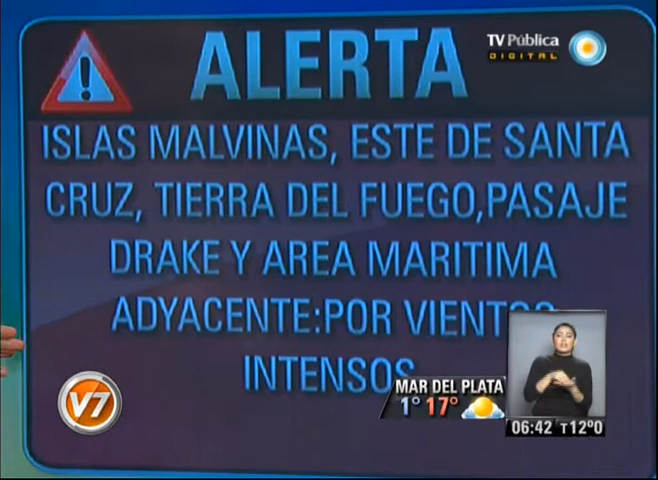 ALERTA
TV Pública
DIGITAL
ISLAS MALVINAS, ESTE DE SANTA
CRUZ, TIERRA DEL FUEGO,PASAJE
DRAKE Y AREA MARITIMA
ADYACENTE:POR VIENTOS
INTENSOS
V7
MAR DEL PLATA
1° 17°
06:42 T12º0